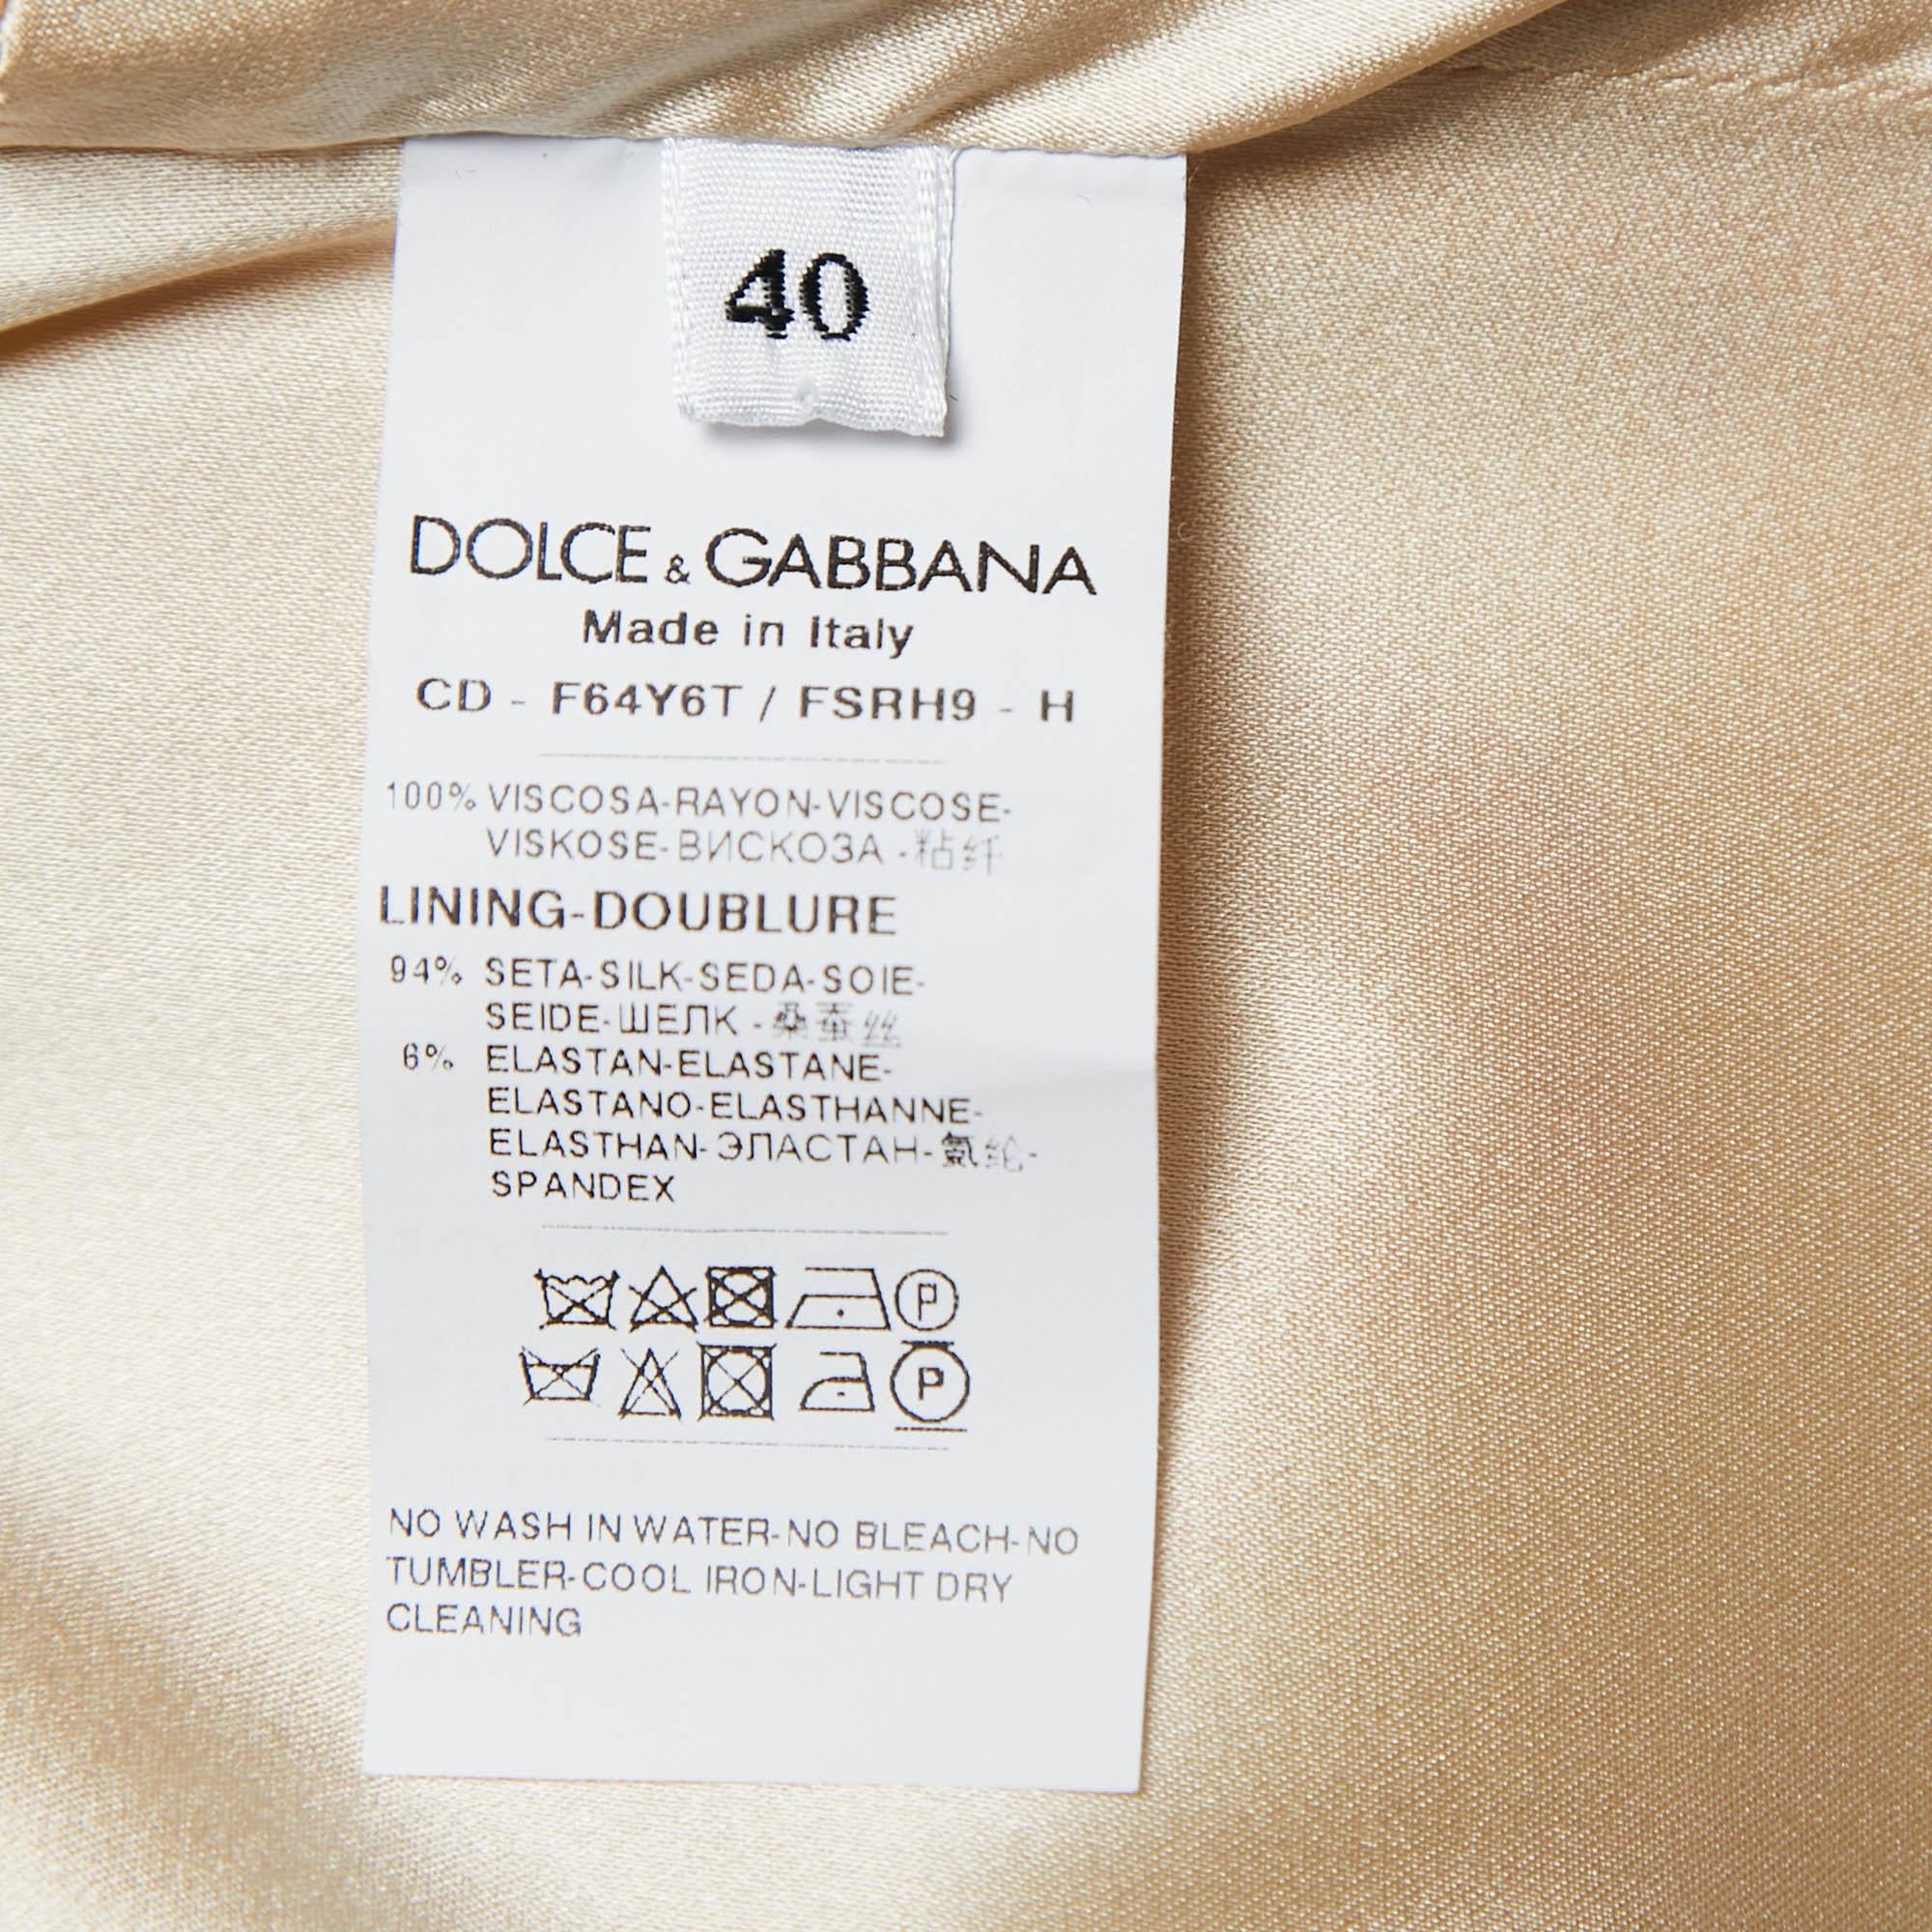 40
DOLCE & GABBANA
Made in Italy
CD - F64Y6T / FSRH9 - H
100% VISCOSA-RAYON-VISCOSE-
VISKOSE-ВИСКОЗА -粘纤
LINING-DOUBLURE
94% SETA-SILK-SEDA-SOIE-
SEIDE-ШЕЛК -桑蚕丝
6% ELASTAN-ELASTANE-
ELASTANO-ELASTHANNE-
ELASTHAN-ЭЛАСТАН-氨纶-
SPANDEX
P
P
NO WASH IN WATER-NO BLEACH-NO
TUMBLER-COOL IRON-LIGHT DRY
CLEANING